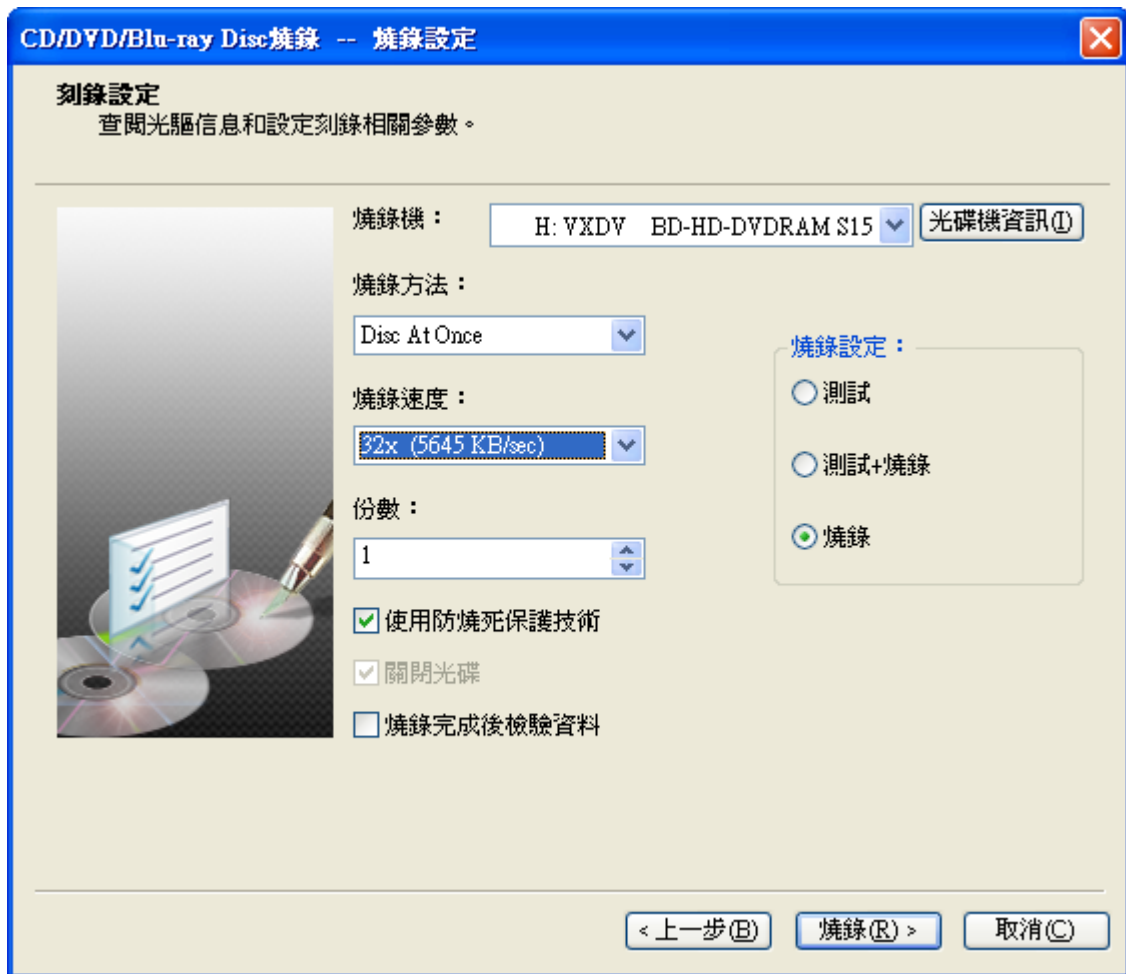 CD/DVD/Blu-ray Disc燒錄 -- 燒錄設定
刻錄設定
查閱光驅信息和設定刻錄相關參數。
燒錄機：
H: VXDV BD-HD-DVDRAM S15
光碟機資訊(I)
燒錄方法：
Disc At Once
燒錄速度：
32x (5645 KB/sec)
份數：
1
使用防燒死保護技術
關閉光碟
燒錄完成後檢驗資料
燒錄設定：
測試
測試+燒錄
燒錄
<上一步(B)
燒錄(R) >
取消(C)